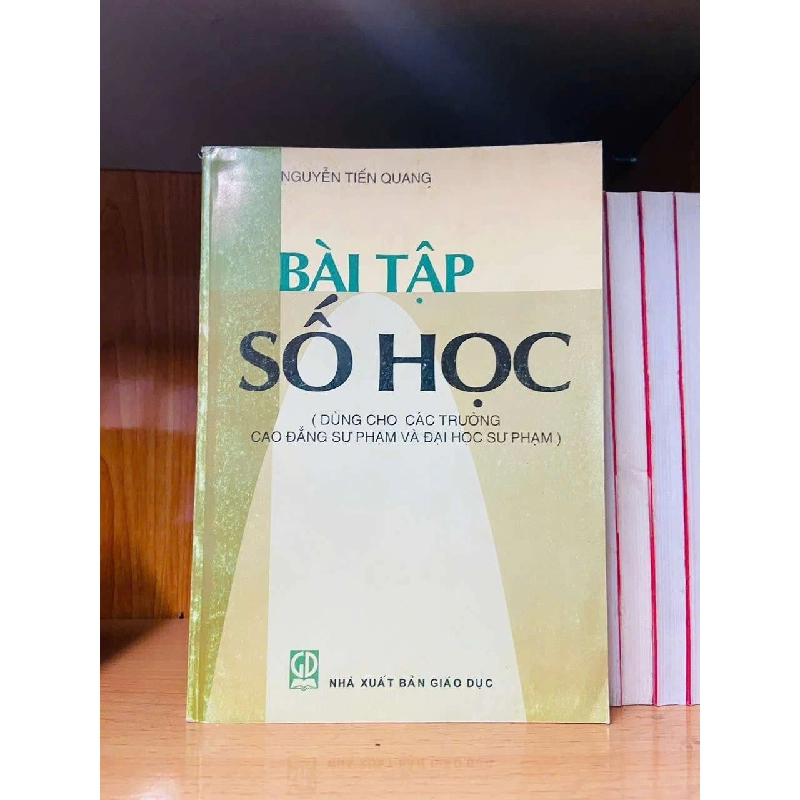 NGUYỄN TIẾN QUANG
BÀI TẬP
SỐ HỌC
( DÙNG CHO CÁC TRƯỜNG
CAO ĐẲNG SƯ PHẠM VÀ ĐẠI HỌC SƯ PHẠM )
GD
NHÀ XUẤT BẢN GIÁO DỤC